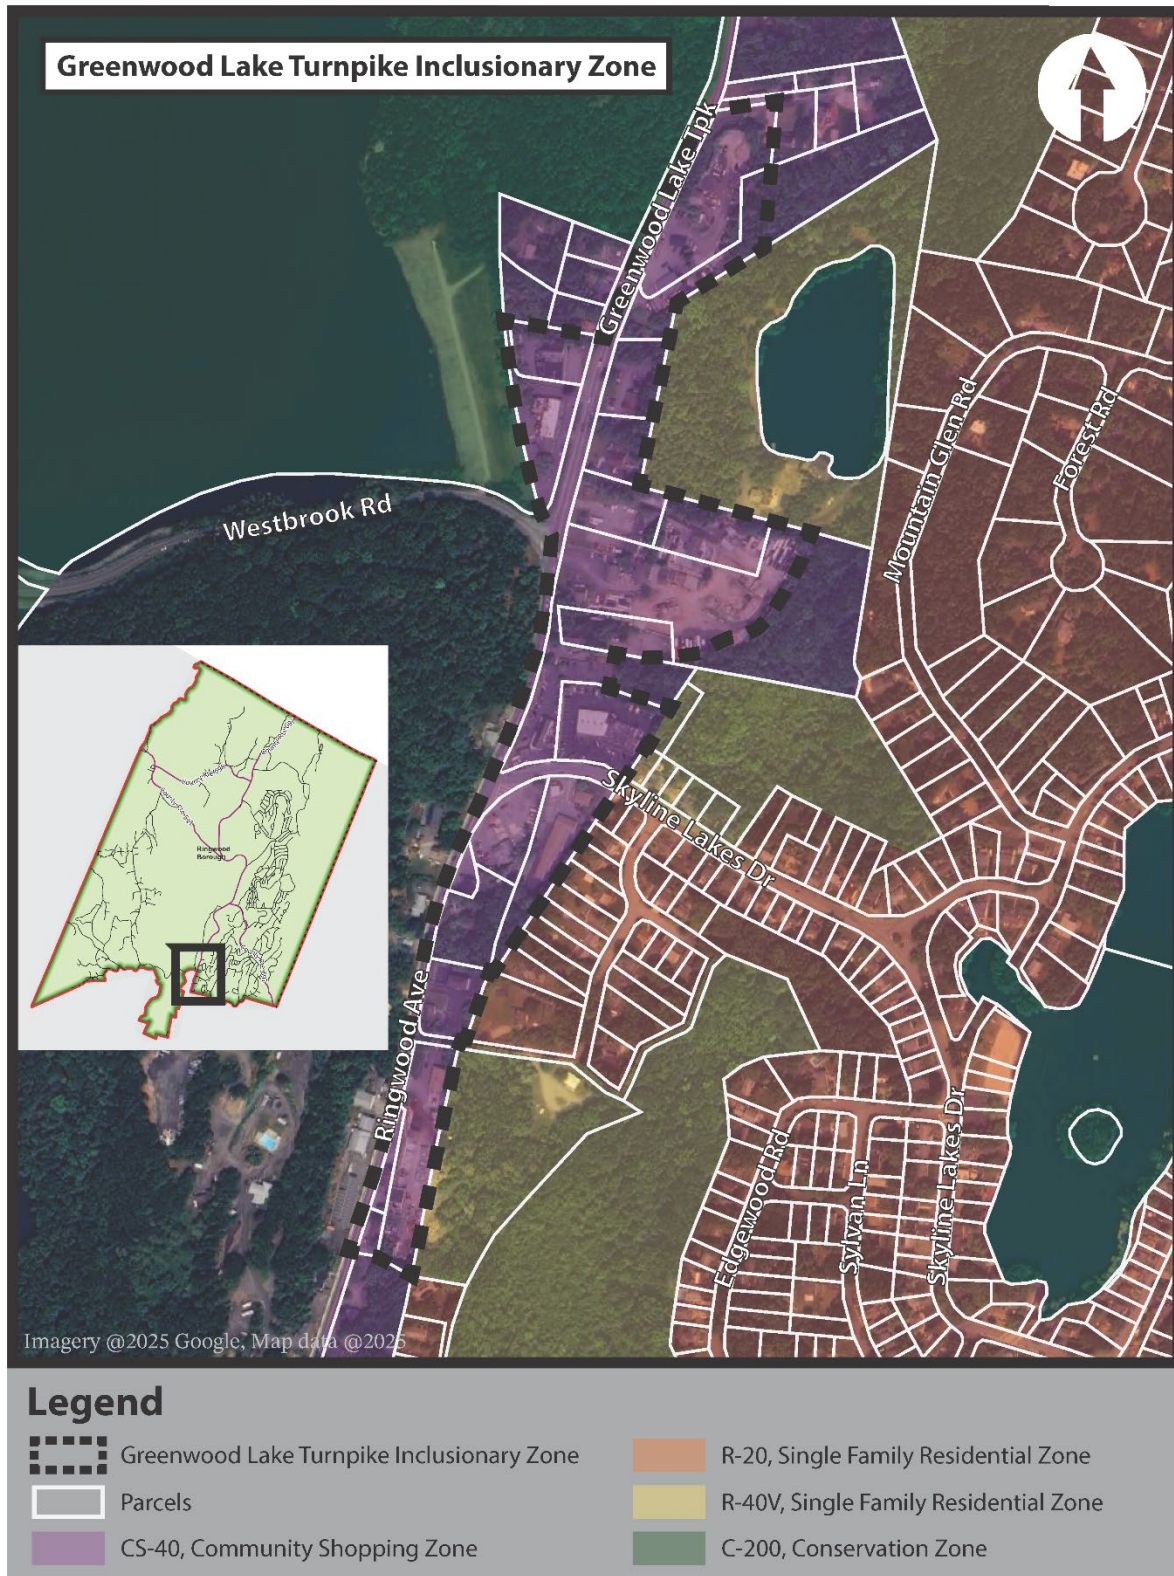 Greenwood Lake Turnpike Inclusionary Zone
Greenwood Lake Tpk
Mountain Glen Rd
Forest Rd
Westbrook Rd
Skyline Lakes Dr
Ringwood
Borough
Ringwood Ave
Edgewood Rd
Sylvan Ln
Skyline Lakes Dr
Imagery @2025 Google, Map data @2025
Legend
Greenwood Lake Turnpike Inclusionary Zone
Parcels
CS-40, Community Shopping Zone
R-20, Single Family Residential Zone
R-40V, Single Family Residential Zone
C-200, Conservation Zone